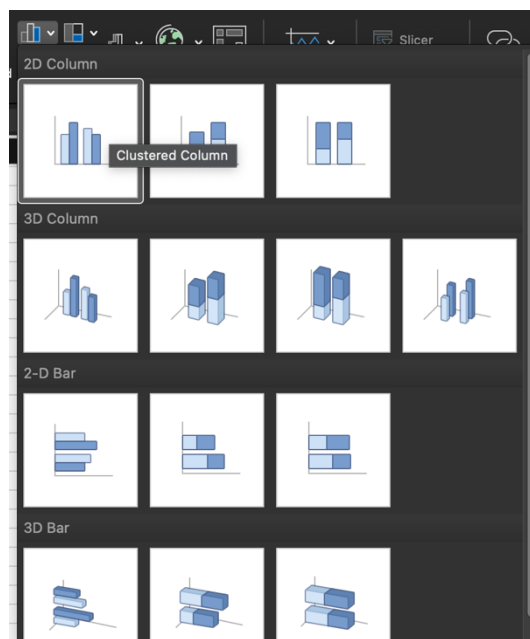 Slicer
2D Column
Clustered Column
3D Column
2-D Bar
3D Bar